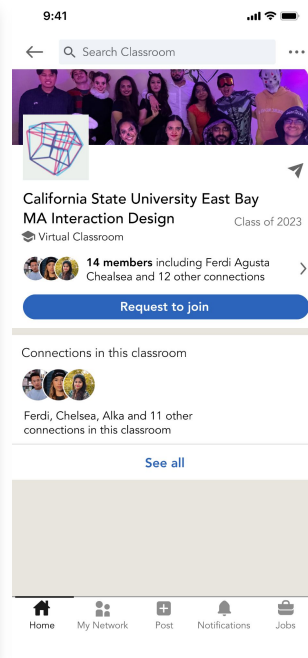 9:41
Search Classroom
California State University East Bay
MA Interaction Design
Class of 2023
Virtual Classroom
14 members including Ferdi Agusta
Chealsea and 12 other connections
Request to join
Connections in this classroom
Ferdi, Chelsea, Alka and 11 other
connections in this classroom
See all
Home
My Network
Post
Notifications
Jobs